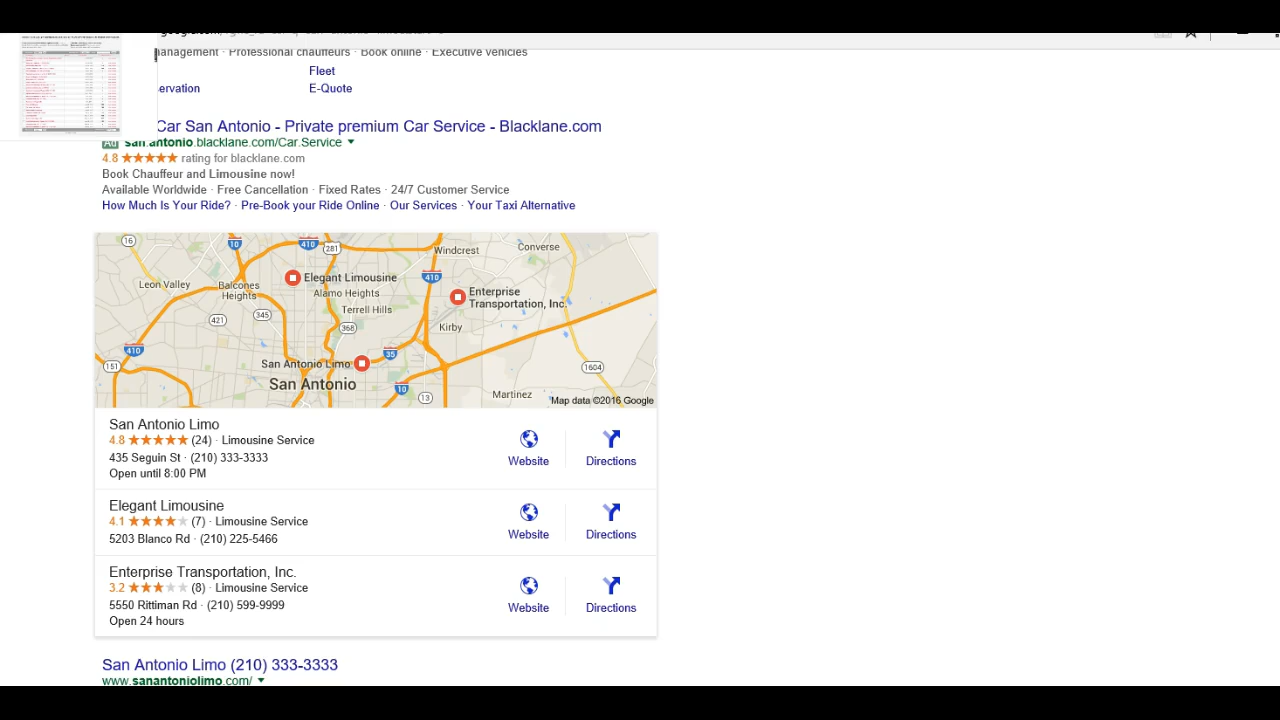 anagement · Professional chauffeurs · Book online · Executive vehicles
Fleet
servation
E-Quote
Car San Antonio - Private premium Car Service - Blacklane.com
Ad san.antonio.blacklane.com/Car.Service
4.8 rating for blacklane.com
Book Chauffeur and Limousine now!
Available Worldwide · Free Cancellation · Fixed Rates · 24/7 Customer Service
How Much Is Your Ride? · Pre-Book your Ride Online · Our Services · Your Taxi Alternative
16
10
410
281
Windcrest
Converse
Leon Valley
Balcones Heights
Elegant Limousine
410
Alamo Heights
Enterprise Transportation, Inc.
345
Terrell Hills
421
368
Kirby
410
35
151
San Antonio Limo
1604
San Antonio
10
13
Martinez
Map data ©2016 Google
San Antonio Limo
4.8 (24) · Limousine Service
435 Seguin St · (210) 333-3333
Open until 8:00 PM
Website
Directions
Elegant Limousine
4.1 (7) · Limousine Service
5203 Blanco Rd · (210) 225-5466
Website
Directions
Enterprise Transportation, Inc.
3.2 (8) · Limousine Service
5550 Rittiman Rd · (210) 599-9999
Open 24 hours
Website
Directions
San Antonio Limo (210) 333-3333
www.sanantoniolimo.com/